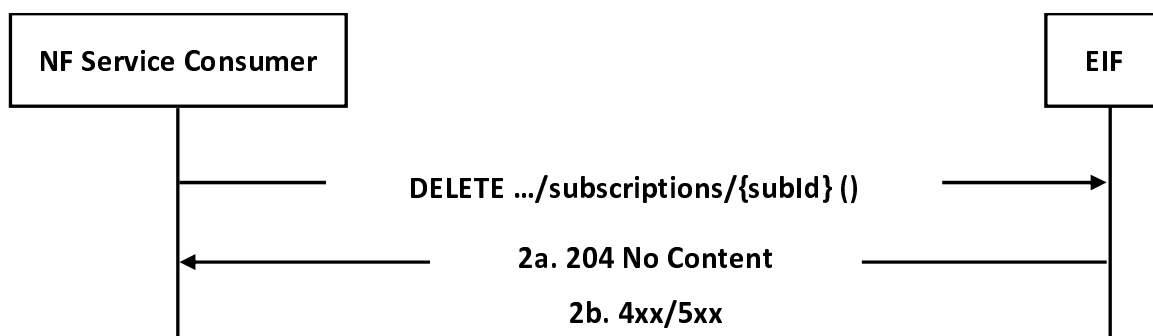 NF Service Consumer
EIF
DELETE .../subscriptions/{subId} ()
2a. 204 No Content
2b. 4xx/5xx